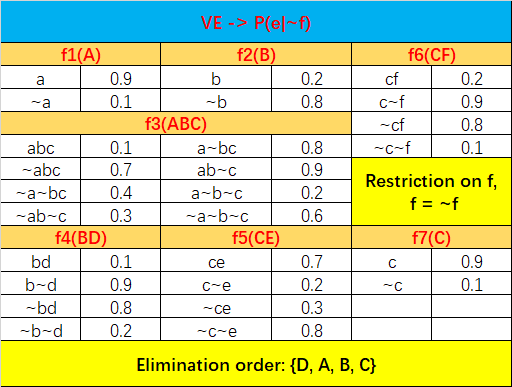 VE -> P(e|~f)
f1(A) f2(B) f6(CF)
a 0.9 b 0.2 cf 0.2
~a 0.1 ~b 0.8 c~f 0.9
f3(ABC) ~cf 0.8
abc 0.1 a~bc 0.8 ~c~f 0.1
~abc 0.7 ab~c 0.9 Restriction on f,
~a~bc 0.4 a~b~c 0.2 f = ~f
~ab~c 0.3 ~a~b~c 0.6
f4(BD) f5(CE) f7(C)
bd 0.1 ce 0.7 c 0.9
b~d 0.9 c~e 0.2 ~c 0.1
~bd 0.8 ~ce 0.3
~b~d 0.2 ~c~e 0.8
Elimination order: {D, A, B, C}